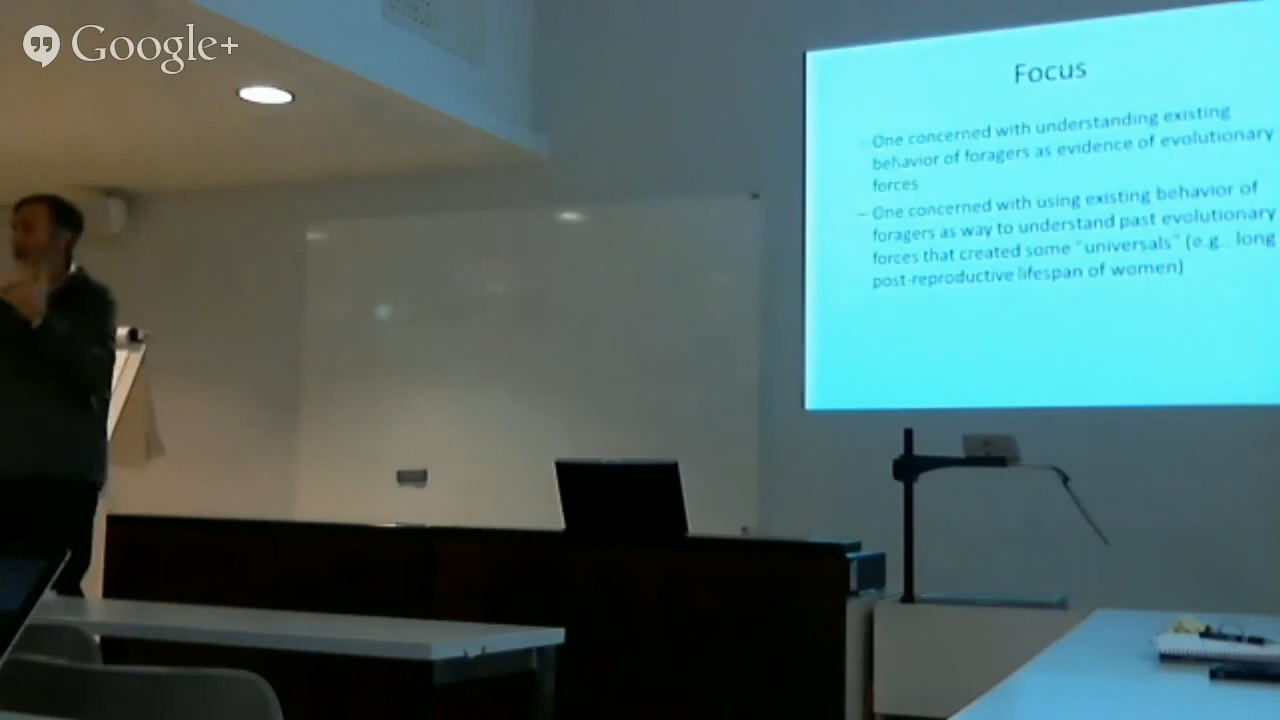 Google+
Focus
One concerned with understanding existing
behavior of foragers as evidence of evolutionary
forces
– One concerned with using existing behavior of
foragers as way to understand past evolutionary
forces that created some "universals" (e.g.. long
post-reproductive lifespan of women)